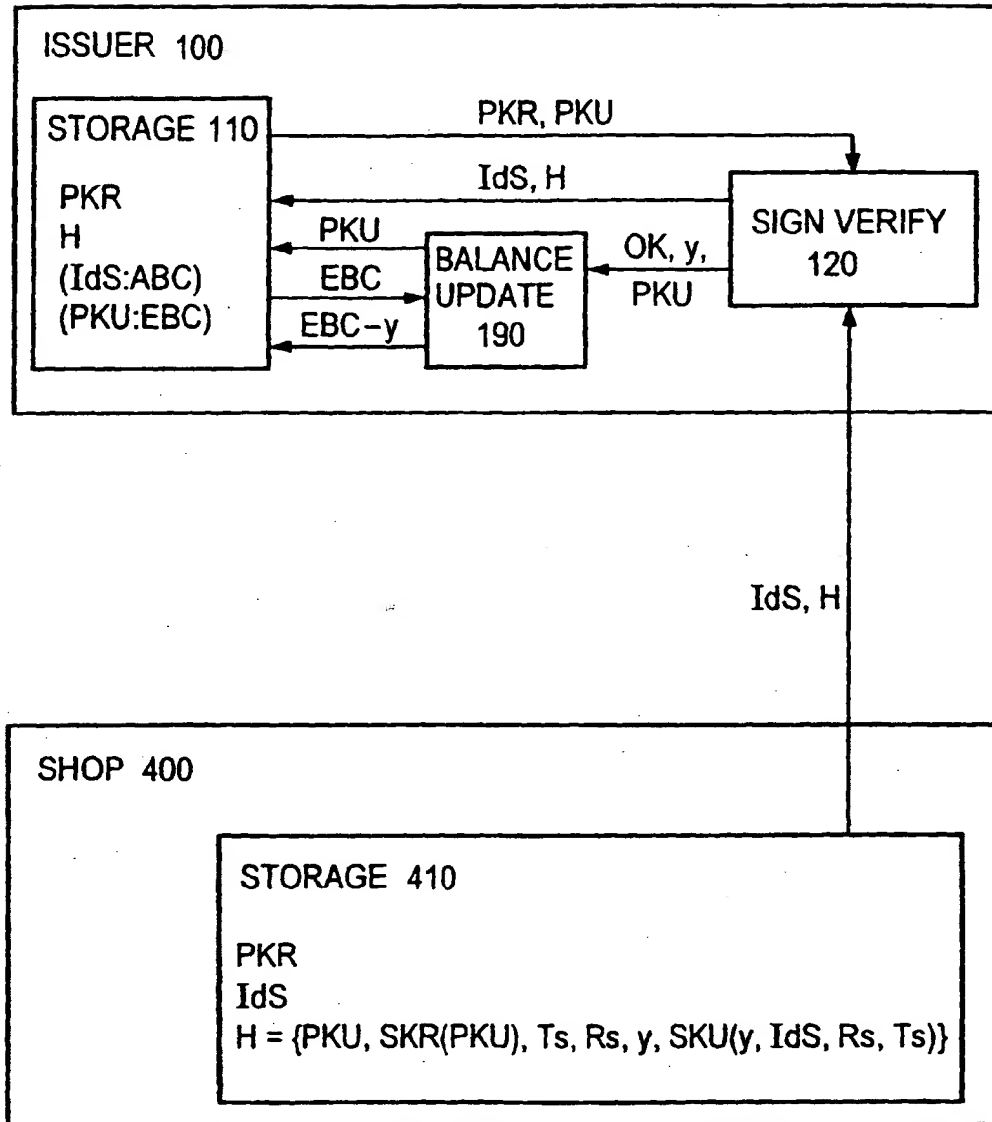 ISSUER 100
STORAGE 110
PKR
H
(IdS:ABC)
(PKU:EBC)
PKR, PKU
IdS, H
PKU
EBC
EBC-y
BALANCE
UPDATE
190
OK, y,
PKU
SIGN VERIFY
120
IdS, H
SHOP 400
STORAGE 410
PKR
IdS
H = {PKU, SKR(PKU), Ts, Rs, y, SKU(y, IdS, Rs, Ts)}